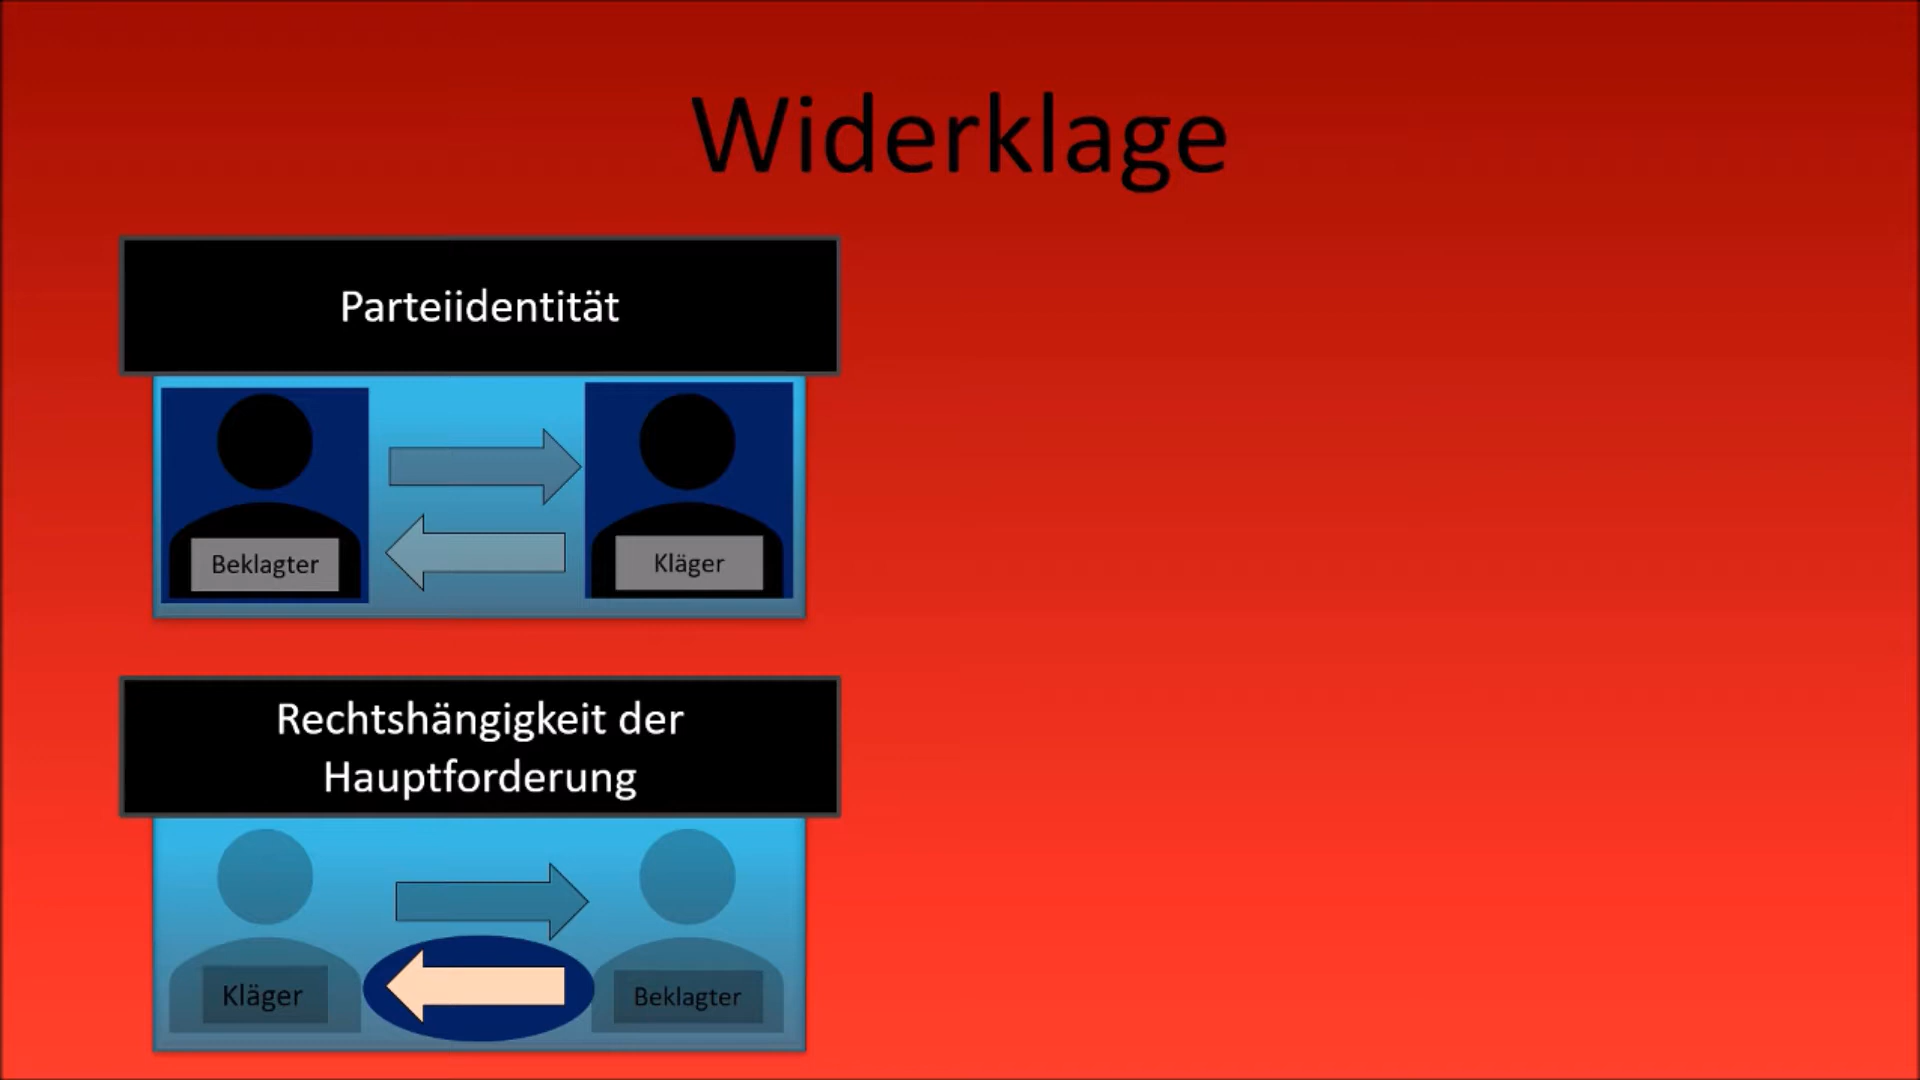 Widerklage
Parteiidentität
Beklagter
Kläger
Rechtshängigkeit der
Hauptforderung
Kläger
Beklagter